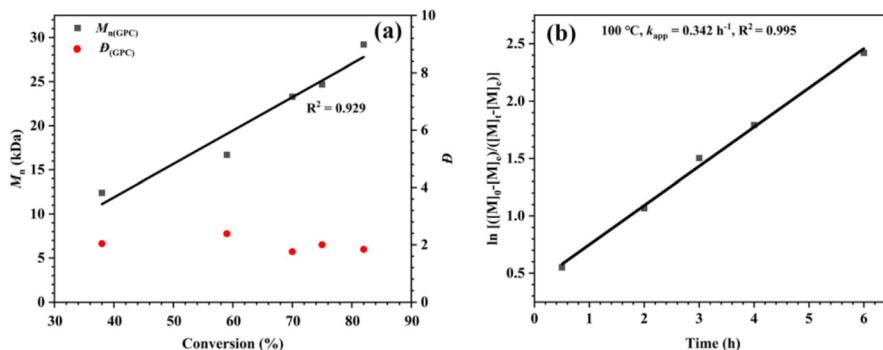 (a)
Mn(GPC)
Đ(GPC)
R² = 0.929
Mn (kDa)
30
25
20
15
10
5
0
10
8
6
4
2
0
Đ
30 40 50 60 70 80 90
Conversion (%)
(b)
100 °C, kapp = 0.342 h⁻¹, R² = 0.995
ln [([M]0-[M]e)/([M]t-[M]e)]
2.5
2.0
1.5
1.0
0.5
0 1 2 3 4 5 6
Time (h)